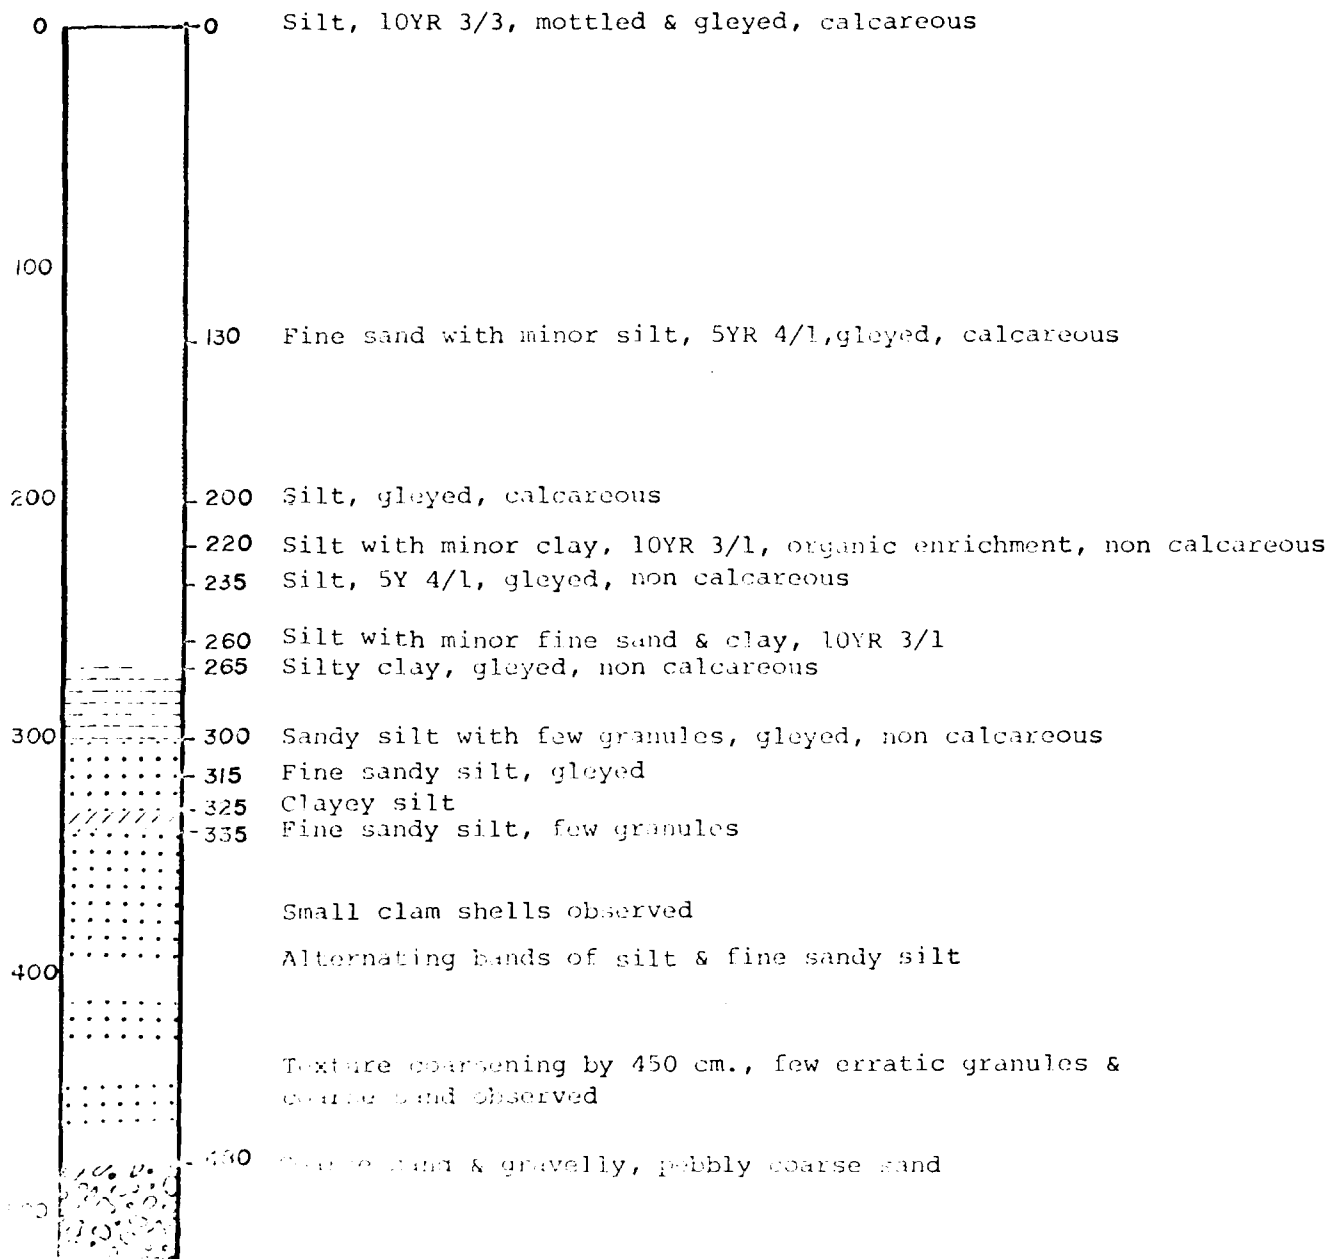 0 0 Silt, 10YR 3/3, mottled & gleyed, calcareous
100
130 Fine sand with minor silt, 5YR 4/1,gleyed, calcareous
200 200 Silt, gleyed, calcareous
220 Silt with minor clay, 10YR 3/1, organic enrichment, non calcareous
235 Silt, 5Y 4/1, gleyed, non calcareous
260 Silt with minor fine sand & clay, 10YR 3/1
265 Silty clay, gleyed, non calcareous
300 300 Sandy silt with few granules, gleyed, non calcareous
315 Fine sandy silt, gleyed
325 Clayey silt
335 Fine sandy silt, few granules
Small clam shells observed
400 Alternating bands of silt & fine sandy silt
Texture coarsening by 450 cm., few erratic granules &
coarse sand observed
480 Coarse sand & gravelly, pebbly coarse sand